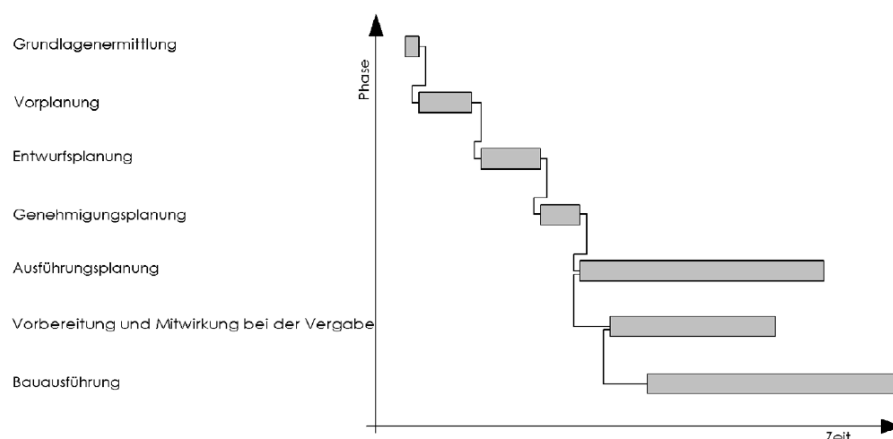 Grundlagenermittlung
Phase
Vorplanung
Entwurfsplanung
Genehmigungsplanung
Ausführungsplanung
Vorbereitung und Mitwirkung bei der Vergabe
Bauausführung
Zeit